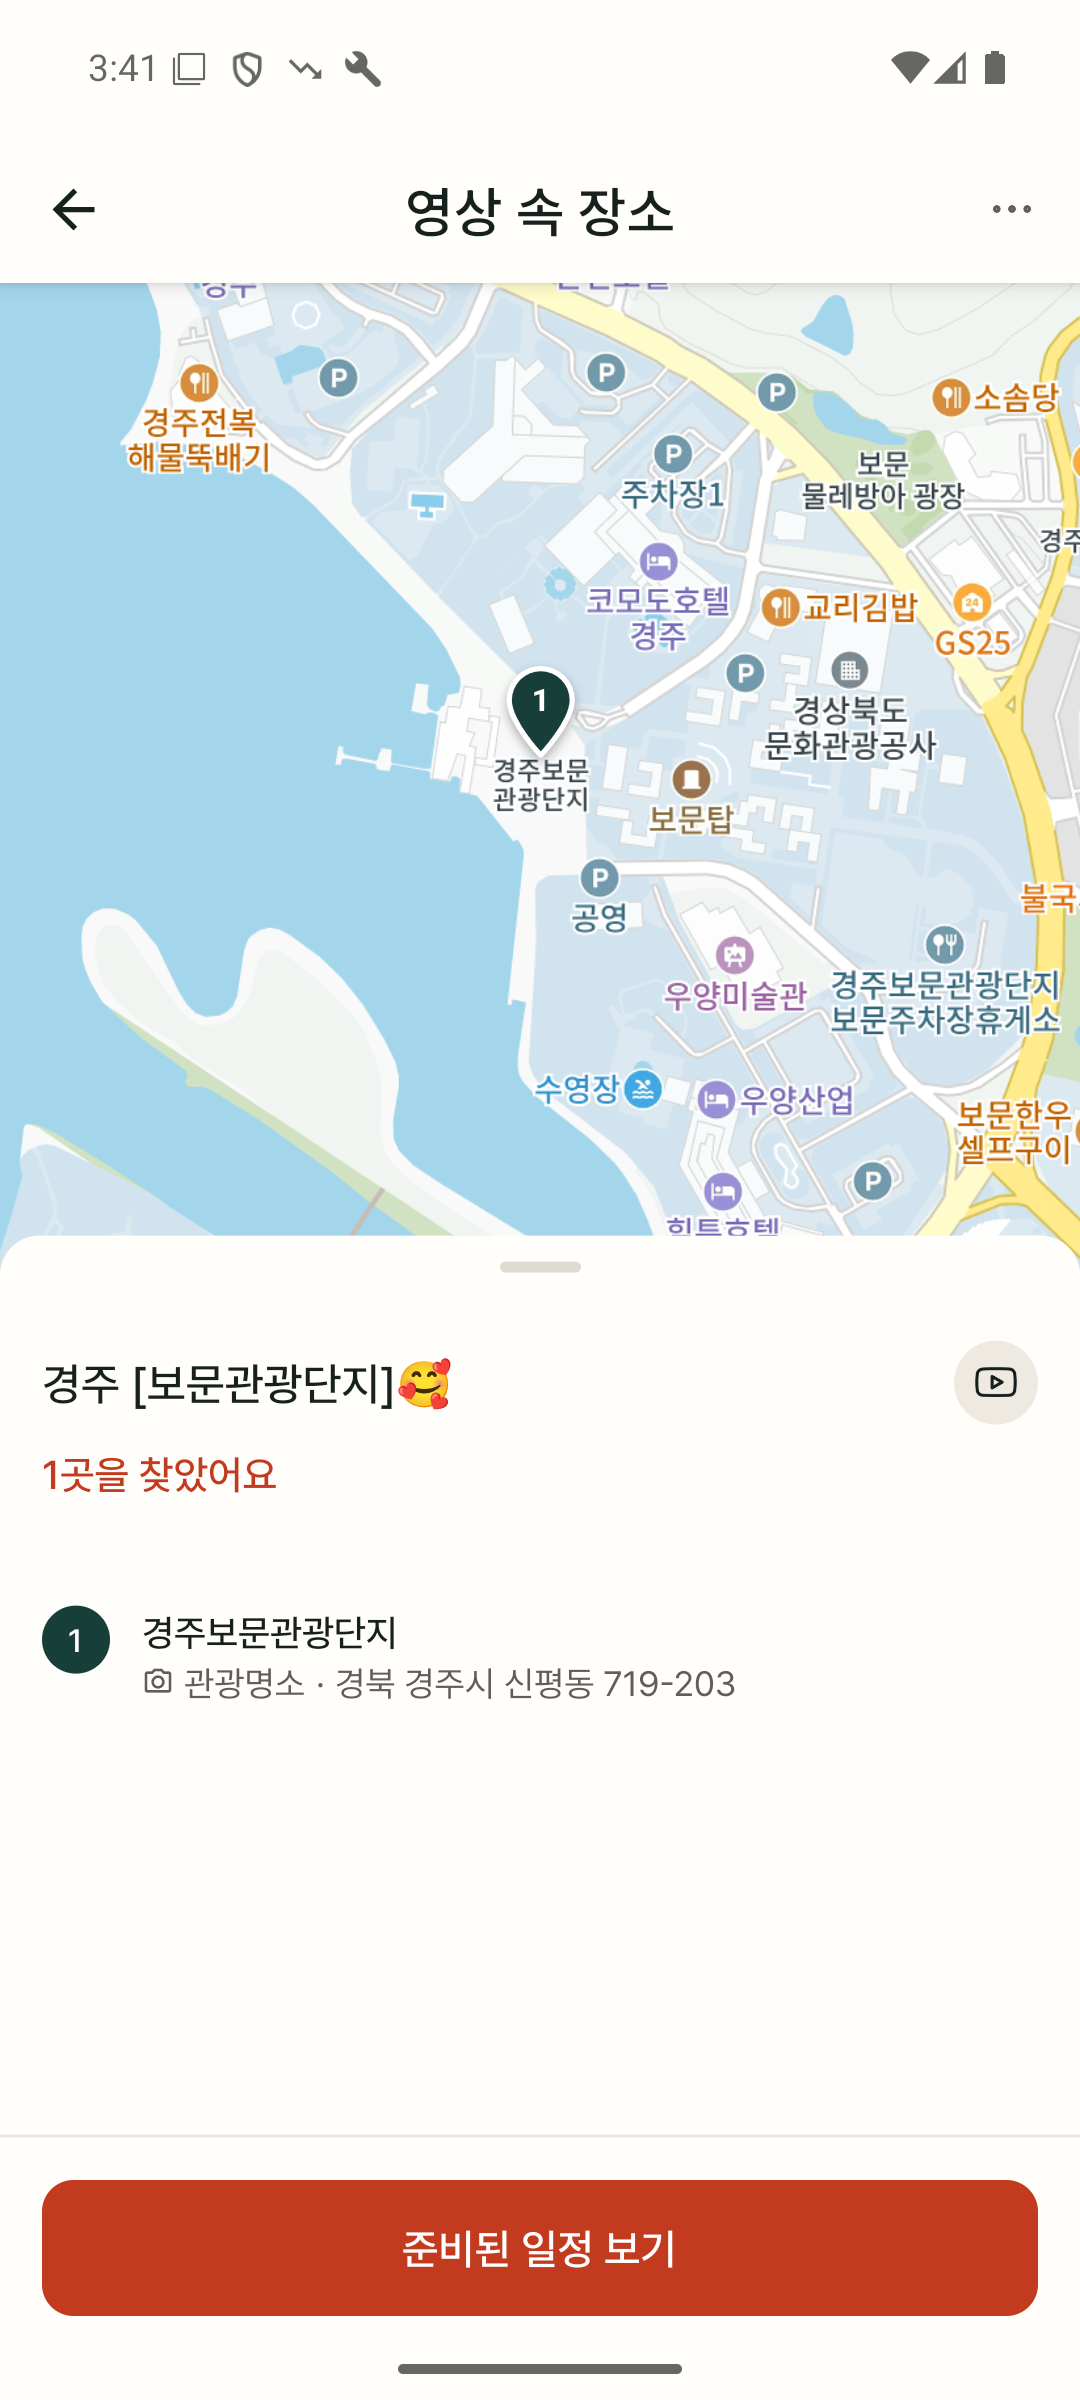 3:41
영상 속 장소
경주전복
해물뚝배기
P
P
P
소솜당
P
주차장1
보문
물레방아 광장
경주
코모도호텔
경주
교리김밥
24
GS25
P
1
경상북도
문화관광공사
경주보문
관광단지
보문탑
P
공영
불국
우양미술관
경주보문관광단지
보문주차장휴게소
수영장
우양산업
보문한우
셀프구이
P
힐튼호텔
경주 [보문관광단지]🥰
1곳을 찾았어요
1
경주보문관광단지
관광명소 · 경북 경주시 신평동 719-203
준비된 일정 보기